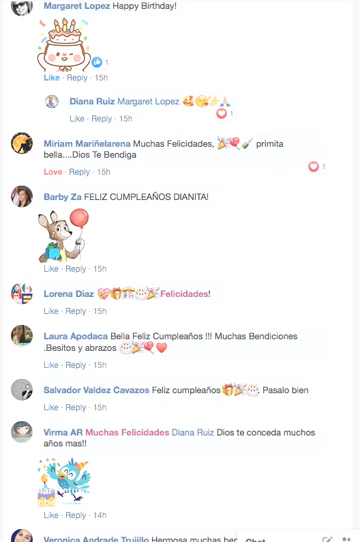 Margaret Lopez Happy Birthday!
1
Like · Reply · 15h
Diana Ruiz Margaret Lopez
Like · Reply · 15h
1
Miriam Mariñelarena Muchas Felicidades, primita
bella....Dios Te Bendiga
1
Love · Reply · 15h
Barby Za FELIZ CUMPLEAÑOS DIANITA!
Like · Reply · 15h
Lorena Diaz Felicidades!
Like · Reply · 15h
Laura Apodaca Bella Feliz Cumpleaños !!! Muchas Bendiciones
.Besitos y abrazos
Like · Reply · 15h
Salvador Valdez Cavazos Feliz cumpleaños . Pasalo bien
Like · Reply · 15h
Virma AR Muchas Felicidades Diana Ruiz Dios te conceda muchos
años mas!!
Like · Reply · 14h
Veronica Andrade Trujillo Hermosa muchas
Chat